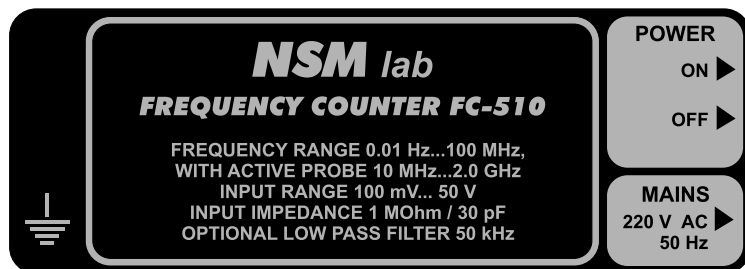 NSM lab
FREQUENCY COUNTER FC-510
FREQUENCY RANGE 0.01 Hz...100 MHz,
WITH ACTIVE PROBE 10 MHz...2.0 GHz
INPUT RANGE 100 mV... 50 V
INPUT IMPEDANCE 1 MOhm / 30 pF
OPTIONAL LOW PASS FILTER 50 kHz
POWER
ON
OFF
MAINS
220 V AC
50 Hz